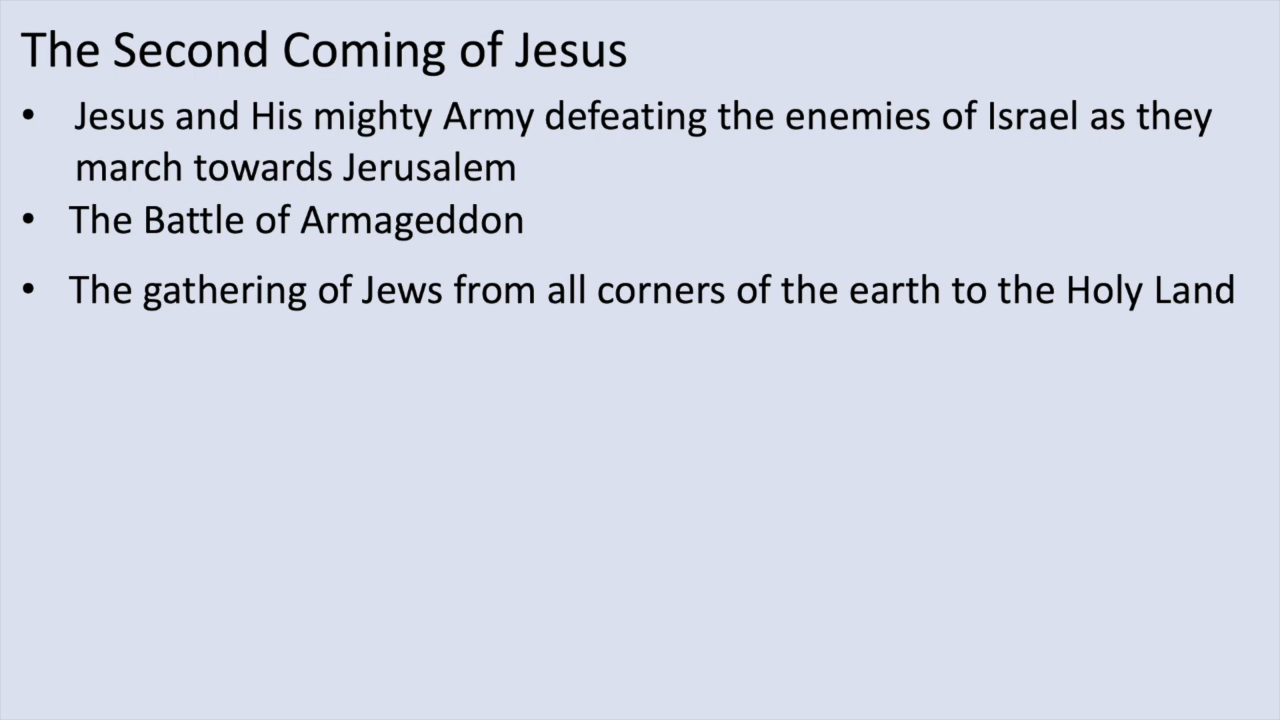 The Second Coming of Jesus
• Jesus and His mighty Army defeating the enemies of Israel as they
march towards Jerusalem
• The Battle of Armageddon
• The gathering of Jews from all corners of the earth to the Holy Land